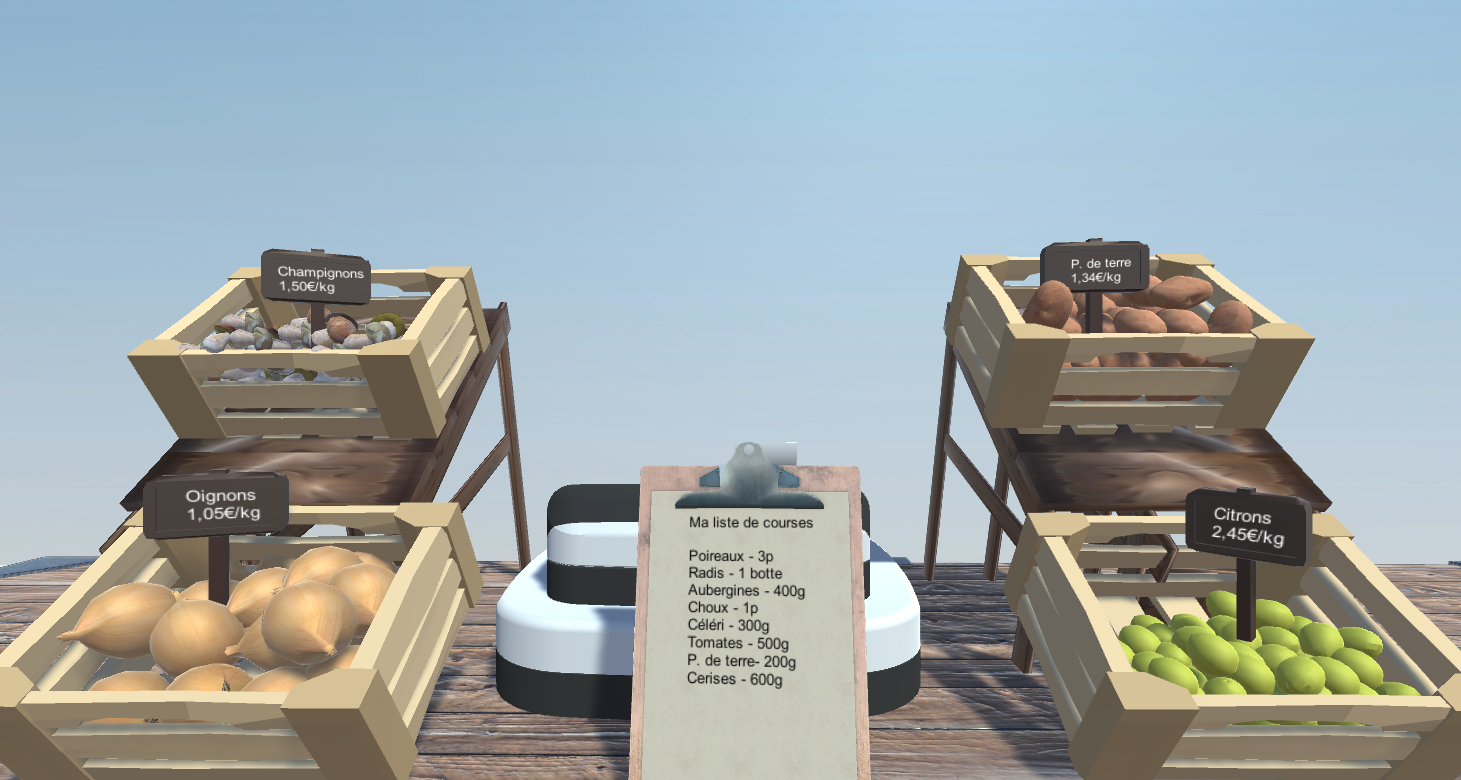 Champignons
1,50€/kg
P. de terre
1,34€/kg
Oignons
1,05€/kg
Citrons
2,45€/kg
Ma liste de courses
Poireaux - 3p
Radis - 1 botte
Aubergines - 400g
Choux - 1p
Céléri - 300g
Tomates - 500g
P. de terre- 200g
Cerises - 600g